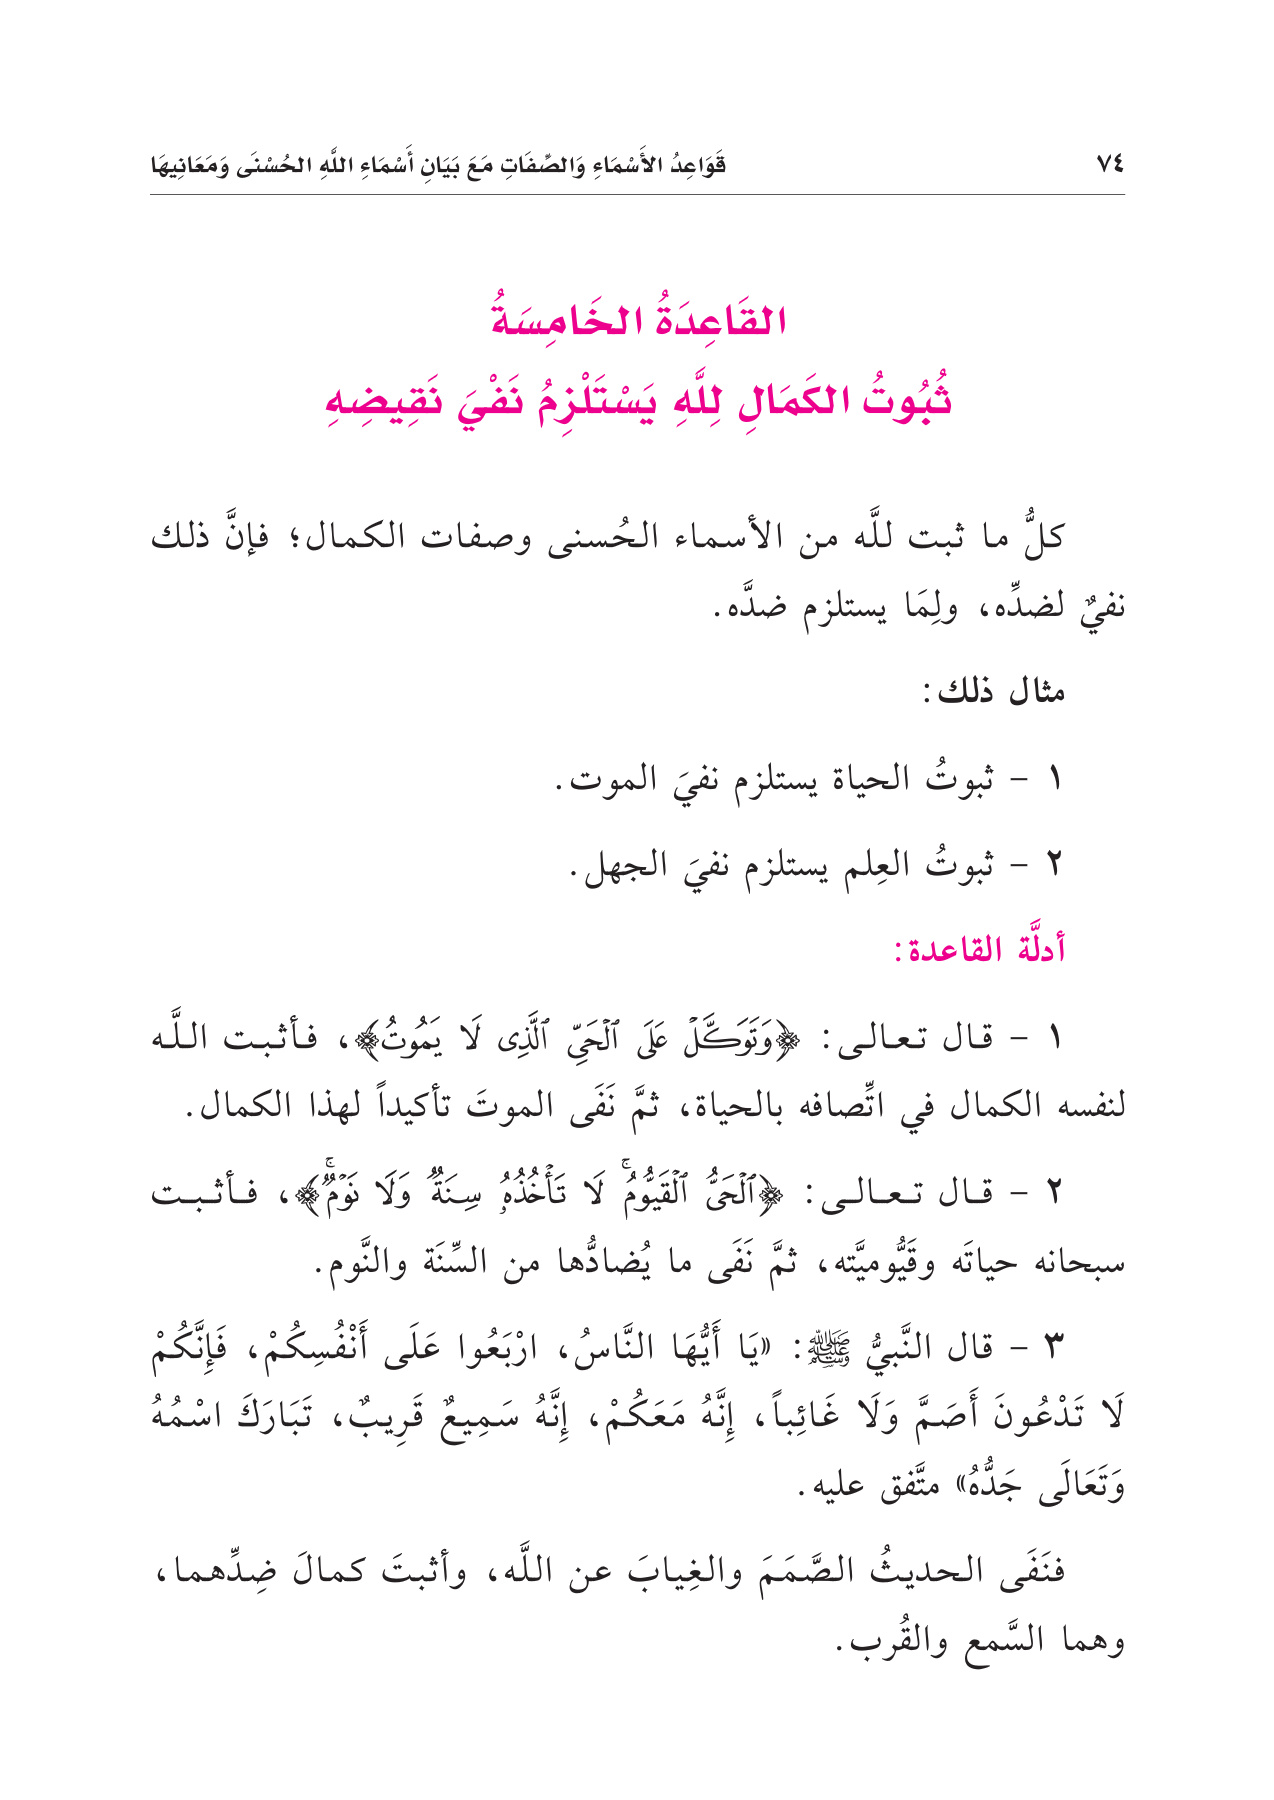 ٧٤ قَوَاعِدُ الأَسْمَاءِ وَالصِّفَاتِ مَعَ بَيَانِ أَسْمَاءِ اللَّهِ الحُسْنَى وَمَعَانِيهَا
القَاعِدَةُ الخَامِسَةُ
ثُبُوتُ الكَمَالِ لِلَّهِ يَسْتَلْزِمُ نَفْيَ نَقِيضِهِ
كلُّ ما ثبت للَّه من الأسماء الحُسنى وصفات الكمال؛ فإنَّ ذلك
نفيٌ لضدِّه، ولِمَا يستلزم ضدَّه.
مثال ذلك:
١ – ثبوتُ الحياة يستلزم نفيَ الموت.
٢ – ثبوتُ العِلم يستلزم نفيَ الجهل.
أدلَّة القاعدة:
١ – قال تعالى: ﴿وَتَوَكَّلۡ عَلَى ٱلۡحَيِّ ٱلَّذِى لَا يَمُوتُ﴾، فأثبت اللَّه
لنفسه الكمال في اتِّصافه بالحياة، ثمَّ نَفَى الموتَ تأكيداً لهذا الكمال.
٢ – قال تعالى: ﴿ٱلۡحَيُّ ٱلۡقَيُّومُۚ لَا تَأۡخُذُهُۥ سِنَةٞ وَلَا نَوۡمٞۚ﴾، فأثبت
سبحانه حياتَه وقَيُّوميَّته، ثمَّ نَفَى ما يُضادُّها من السِّنَة والنَّوم.
٣ – قال النَّبيُّ ﷺ: «يَا أَيُّهَا النَّاسُ، ارْبَعُوا عَلَى أَنْفُسِكُمْ، فَإِنَّكُمْ
لَا تَدْعُونَ أَصَمَّ وَلَا غَائِباً، إِنَّهُ مَعَكُمْ، إِنَّهُ سَمِيعٌ قَرِيبٌ، تَبَارَكَ اسْمُهُ
وَتَعَالَى جَدُّهُ» متَّفق عليه.
فنَفَى الحديثُ الصَّمَمَ والغِيابَ عن اللَّه، وأثبتَ كمالَ ضِدِّهما،
وهما السَّمع والقُرب.